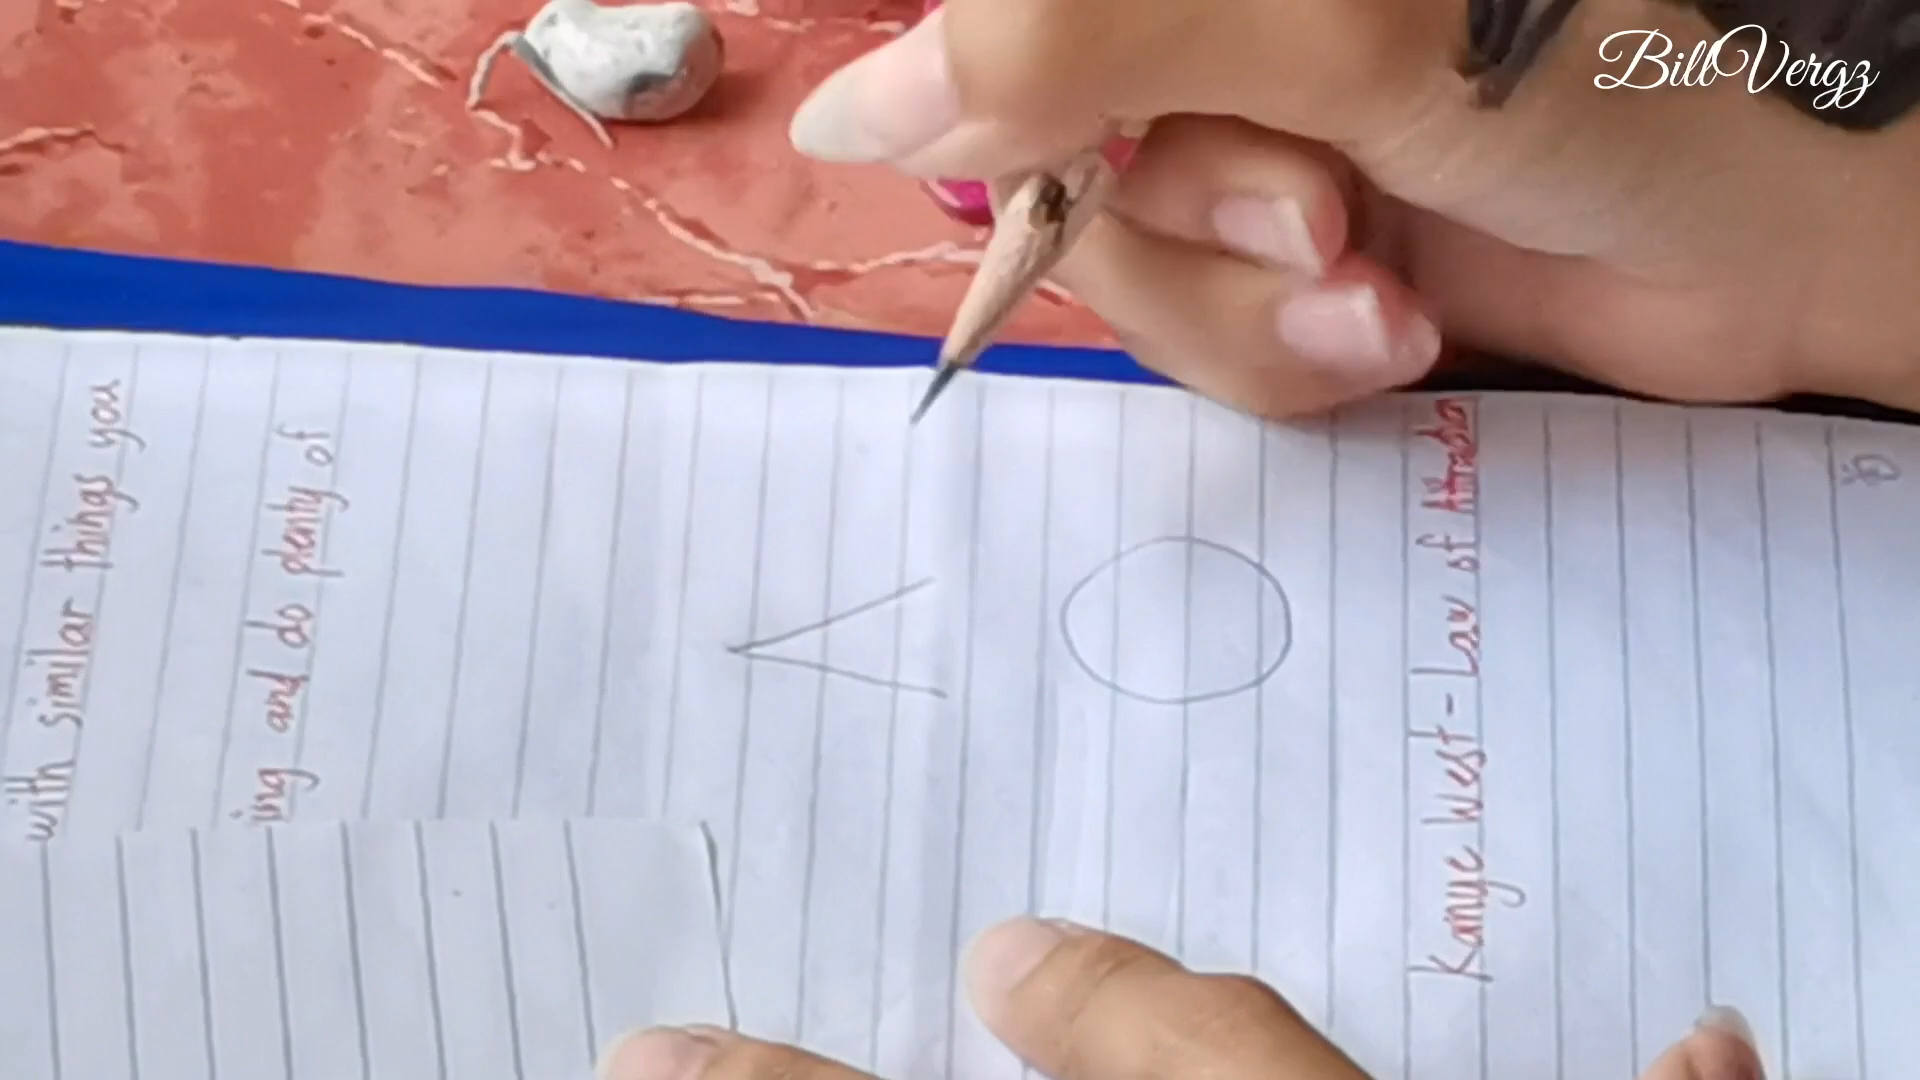 BillVergz
with similar things you
ing and do plenty of
Kanye West - Law of Attraction